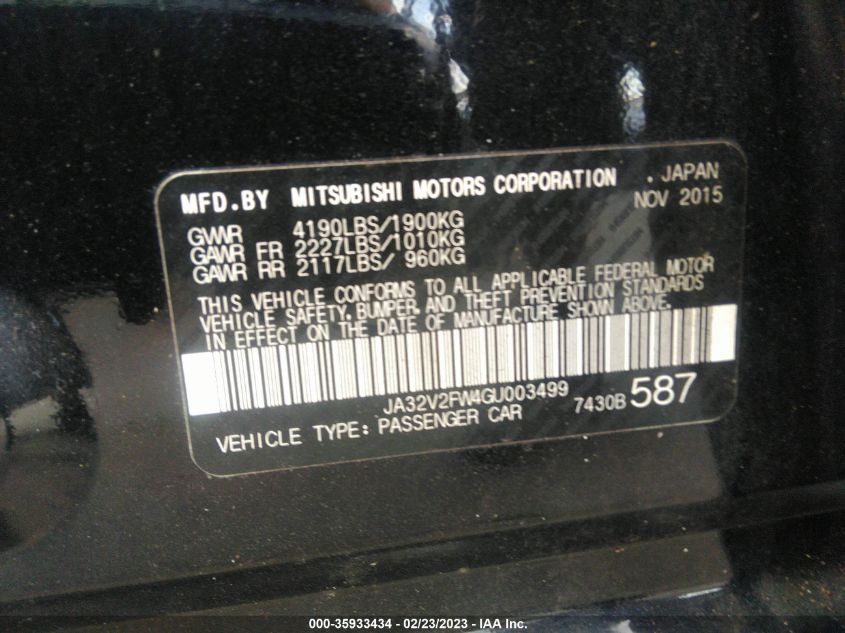 MFD.BY MITSUBISHI MOTORS CORPORATION . JAPAN
NOV 2015
GVWR 4190LBS/1900KG
GAWR FR 2227LBS/1010KG
GAWR RR 2117LBS/ 960KG
THIS VEHICLE CONFORMS TO ALL APPLICABLE FEDERAL MOTOR
VEHICLE SAFETY, BUMPER, AND THEFT PREVENTION STANDARDS
IN EFFECT ON THE DATE OF MANUFACTURE SHOWN ABOVE.
JA32V2FW4GU003499
7430B 587
VEHICLE TYPE: PASSENGER CAR
000-35933434 - 02/23/2023 - IAA Inc.